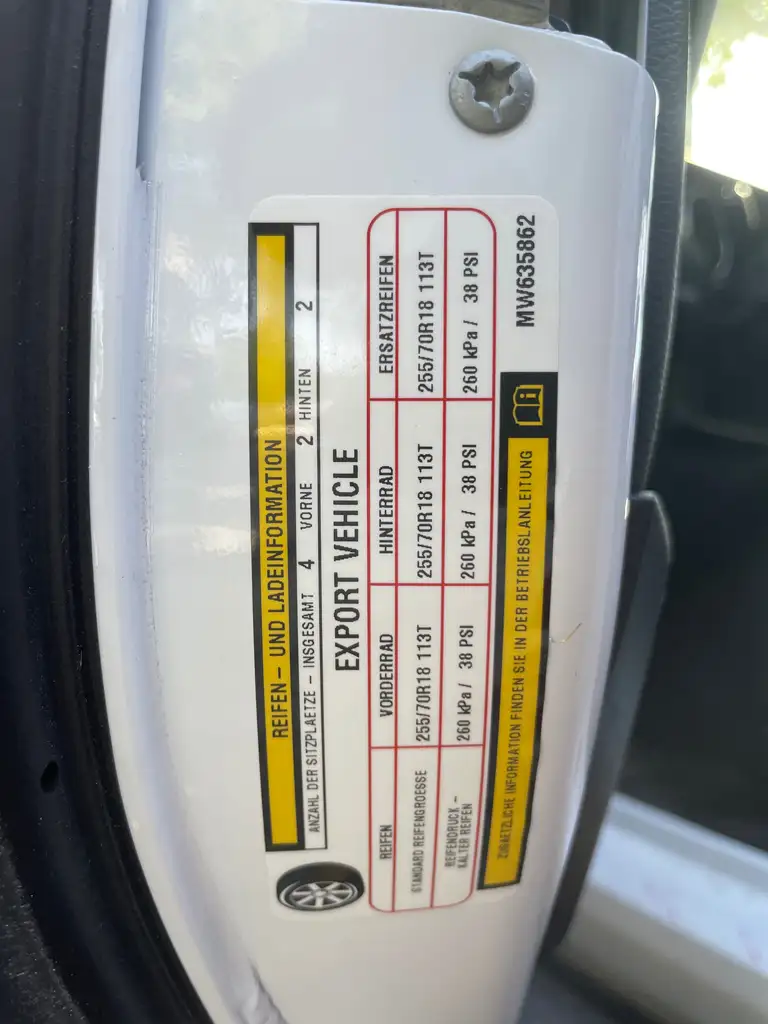 REIFEN- UND LADEINFORMATION
ANZAHL DER SITZPLAETZE - INSGESAMT 4 VORNE 2 HINTEN 2
EXPORT VEHICLE
REIFEN VORDERRAD HINTERRAD ERSATZREIFEN
STANDARD REIFENGROESSE 255/70R18 113T 255/70R18 113T 255/70R18 113T
REIFENDRUCK - KALTER REIFEN 260 kPa / 38 PSI 260 kPa / 38 PSI 260 kPa / 38 PSI
ZUSAETZLICHE INFORMATION FINDEN SIE IN DER BETRIEBSLANLEITUNG
MW635862